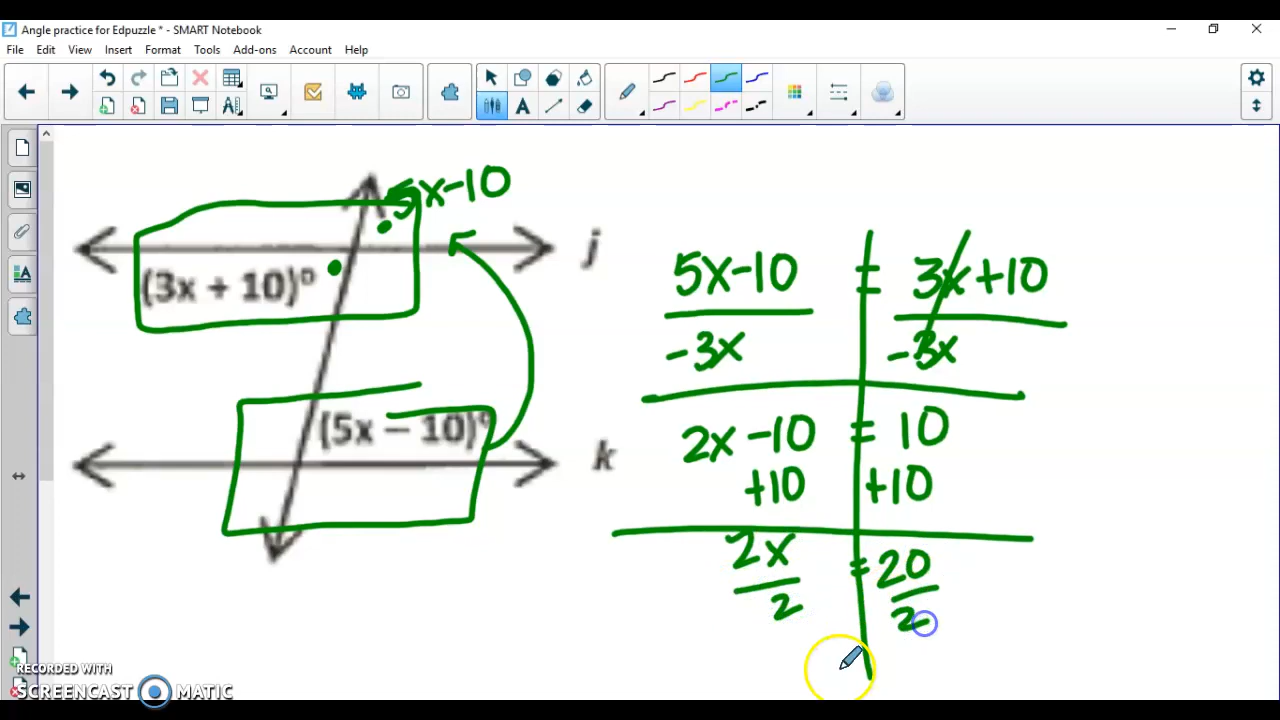 Angle practice for Edpuzzle * - SMART Notebook
File Edit View Insert Format Tools Add-ons Account Help
5x-10
j
(3x + 10)º
(5x – 10)º
k
5x-10 = 3x+10
-3x -3x
2x-10 = 10
+10 +10
2x = 20
2 2
RECORDED WITH
SCREENCAST MATIC